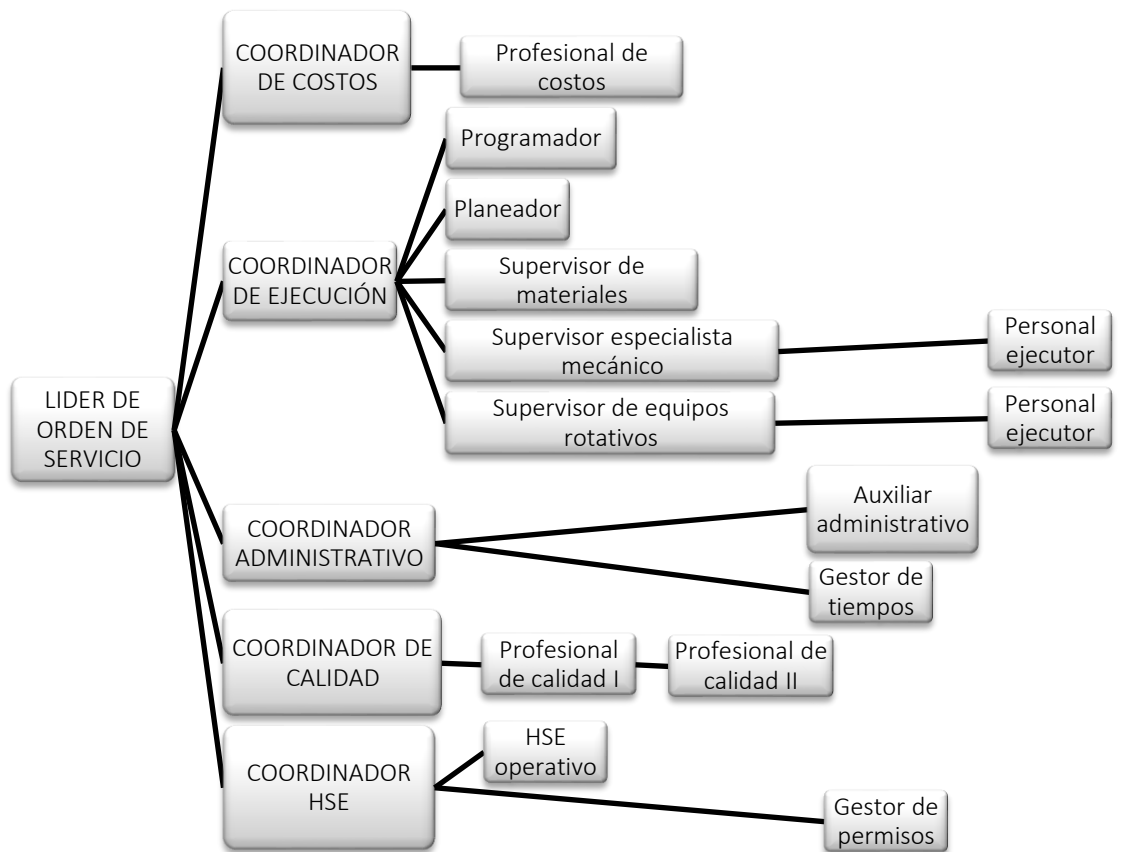 COORDINADOR
DE COSTOS
Profesional de
costos
Programador
Planeador
COORDINADOR
DE EJECUCIÓN
Supervisor de
materiales
Supervisor especialista
mecánico
Personal
ejecutor
Supervisor de equipos
rotativos
Personal
ejecutor
LIDER DE
ORDEN DE
SERVICIO
COORDINADOR
ADMINISTRATIVO
Auxiliar
administrativo
Gestor de
tiempos
COORDINADOR DE
CALIDAD
Profesional
de calidad I
Profesional de
calidad II
COORDINADOR
HSE
HSE
operativo
Gestor de
permisos